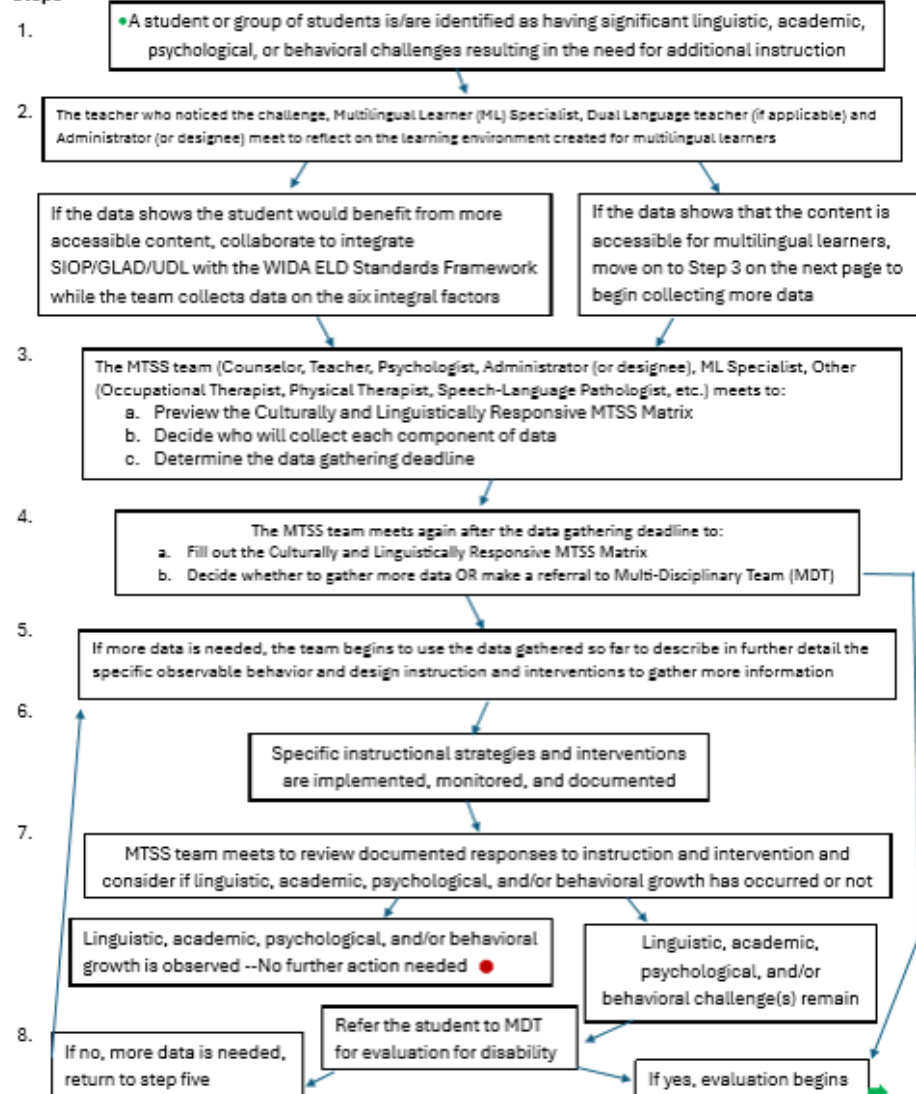 Steps
1.
•A student or group of students is/are identified as having significant linguistic, academic,
psychological, or behavioral challenges resulting in the need for additional instruction
2.
The teacher who noticed the challenge, Multilingual Learner (ML) Specialist, Dual Language teacher (if applicable) and
Administrator (or designee) meet to reflect on the learning environment created for multilingual learners
If the data shows the student would benefit from more
accessible content, collaborate to integrate
SIOP/GLAD/UDL with the WIDA ELD Standards Framework
while the team collects data on the six integral factors
If the data shows that the content is
accessible for multilingual learners,
move on to Step 3 on the next page to
begin collecting more data
3.
The MTSS team (Counselor, Teacher, Psychologist, Administrator (or designee), ML Specialist, Other
(Occupational Therapist, Physical Therapist, Speech-Language Pathologist, etc.) meets to:
a. Preview the Culturally and Linguistically Responsive MTSS Matrix
b. Decide who will collect each component of data
c. Determine the data gathering deadline
4.
The MTSS team meets again after the data gathering deadline to:
a. Fill out the Culturally and Linguistically Responsive MTSS Matrix
b. Decide whether to gather more data OR make a referral to Multi-Disciplinary Team (MDT)
5.
If more data is needed, the team begins to use the data gathered so far to describe in further detail the
specific observable behavior and design instruction and interventions to gather more information
6.
Specific instructional strategies and interventions
are implemented, monitored, and documented
7.
MTSS team meets to review documented responses to instruction and intervention and
consider if linguistic, academic, psychological, and/or behavioral growth has occurred or not
Linguistic, academic, psychological, and/or behavioral
growth is observed --No further action needed
Linguistic, academic,
psychological, and/or
behavioral challenge(s) remain
8.
Refer the student to MDT
for evaluation for disability
If no, more data is needed,
return to step five
If yes, evaluation begins